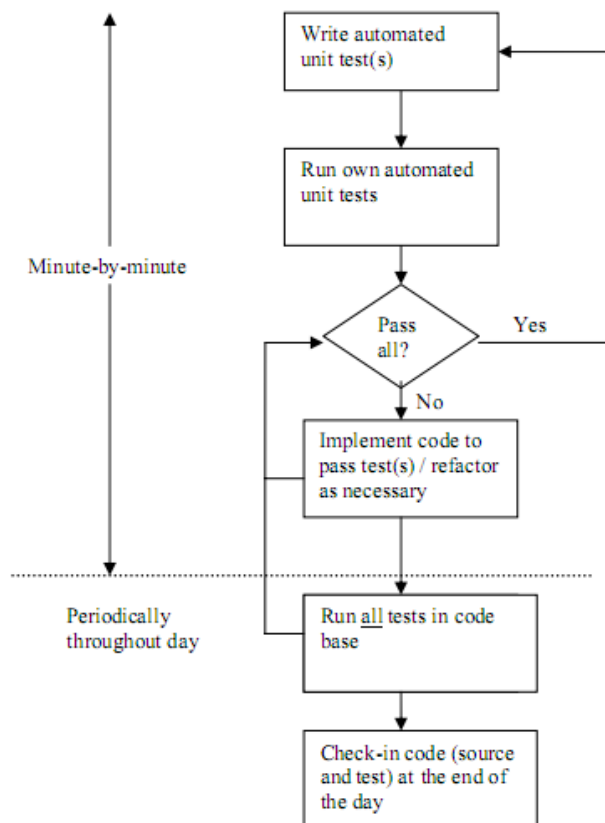 Write automated
unit test(s)
Run own automated
unit tests
Minute-by-minute
Pass
all?
Yes
No
Implement code to
pass test(s) / refactor
as necessary
Periodically
throughout day
Run all tests in code
base
Check-in code (source
and test) at the end of
the day